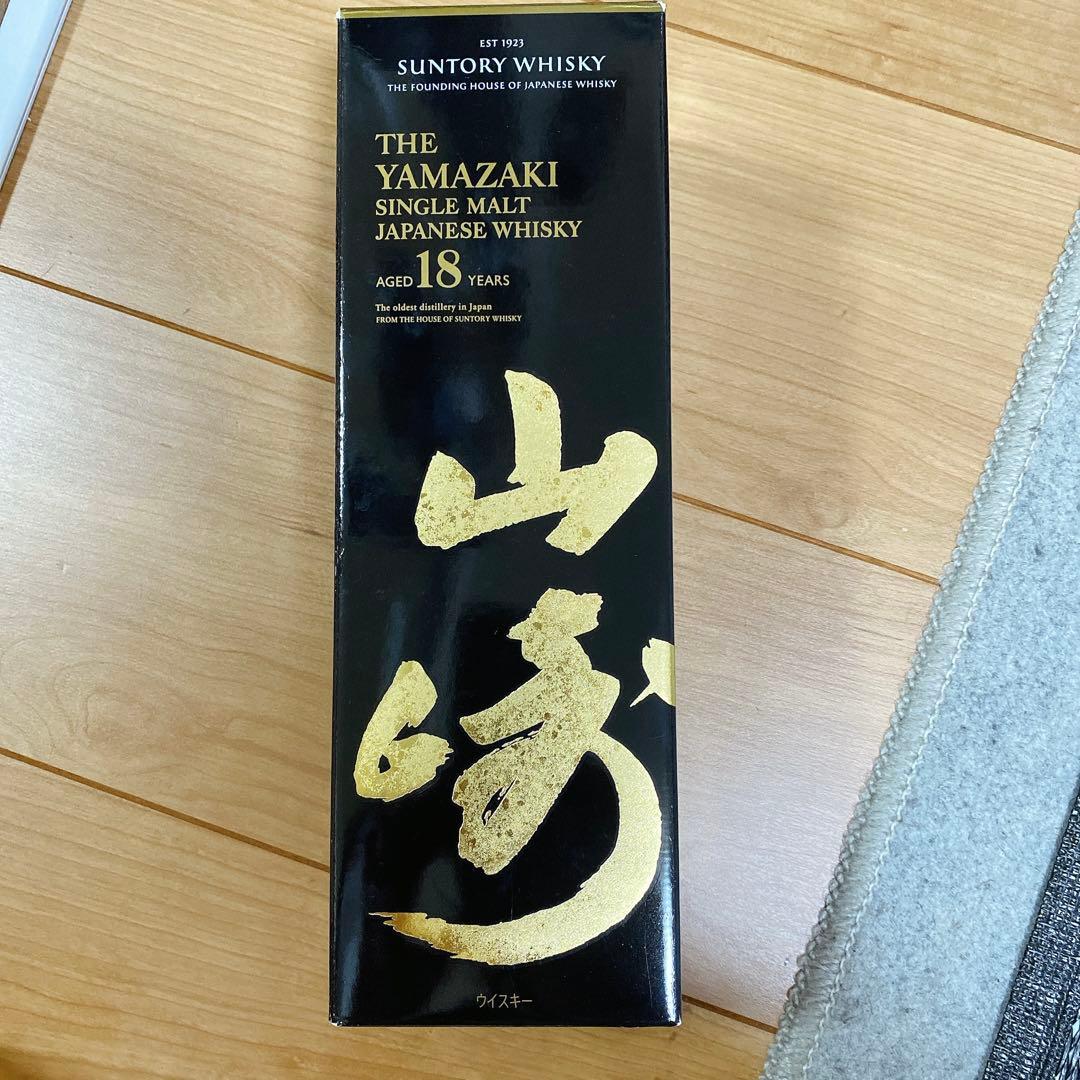 EST 1923
SUNTORY WHISKY
THE FOUNDING HOUSE OF JAPANESE WHISKY
THE
YAMAZAKI
SINGLE MALT
JAPANESE WHISKY
AGED 18 YEARS
The oldest distillery in Japan
FROM THE HOUSE OF SUNTORY WHISKY
山
崎
ウイスキー